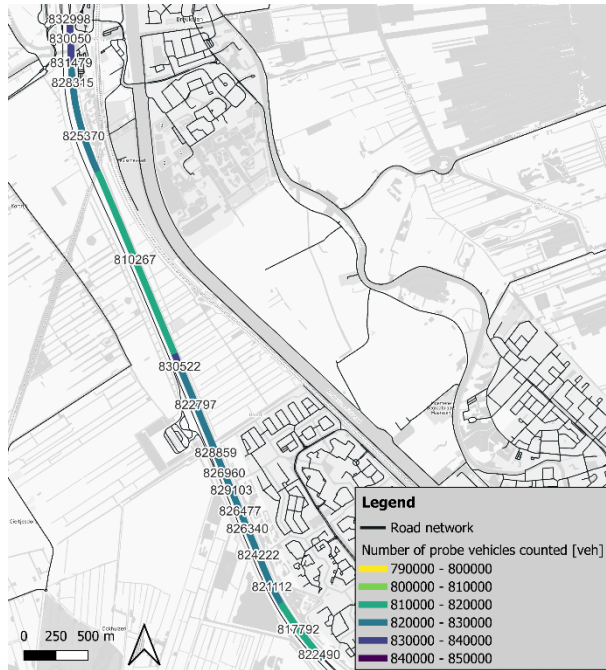 832998
830050
831479
828315
825370
810267
830522
822797
828859
826960
829103
826477
826340
824222
821112
817792
822490
Legend
Road network
Number of probe vehicles counted [veh]
790000 - 800000
800000 - 810000
810000 - 820000
820000 - 830000
830000 - 840000
840000 - 850000
0 250 500 m